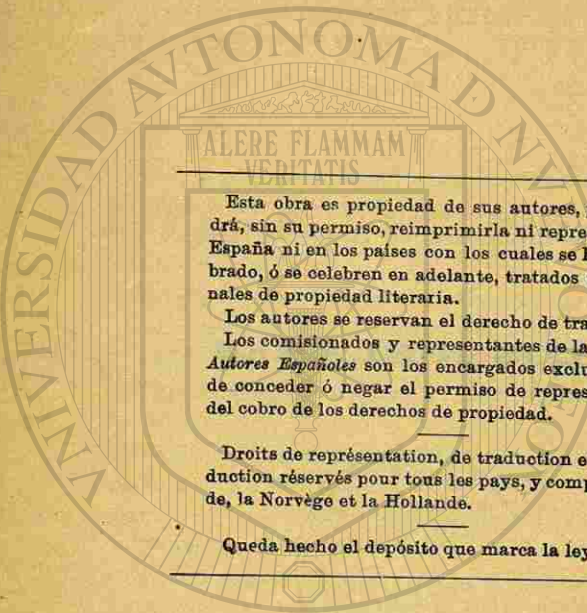 VNIVERSIDAD AVTONOMA D NV EO
ALERE FLAMMAM
VERITATIS
Esta obra es propiedad de sus autores,
drá, sin su permiso, reimprimirla ni repre
España ni en los países con los cuales se
brado, ó se celebren en adelante, tratados
nales de propiedad literaria.
Los autores se reservan el derecho de tra
Los comisionados y representantes de la
Autores Españoles son los encargados exclu
de conceder ó negar el permiso de repres
del cobro de los derechos de propiedad.
Droits de représentation, de traduction e
duction réservés pour tous les pays, y comp
de, la Norvège et la Hollande.
Queda hecho el depósito que marca la ley